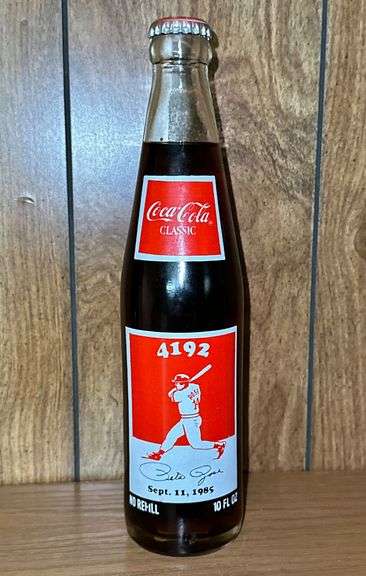 Coca-Cola
CLASSIC
4192
Pete Rose
Sept. 11, 1985
NO REFILL
10 FL OZ